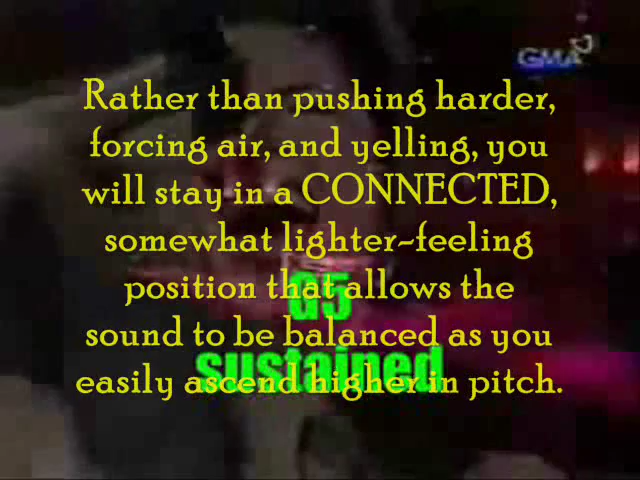 GMA
Rather than pushing harder,
forcing air, and yelling, you
will stay in a CONNECTED,
somewhat lighter-feeling
position that allows the
G5
sound to be balanced as you
sustained
easily ascend higher in pitch.